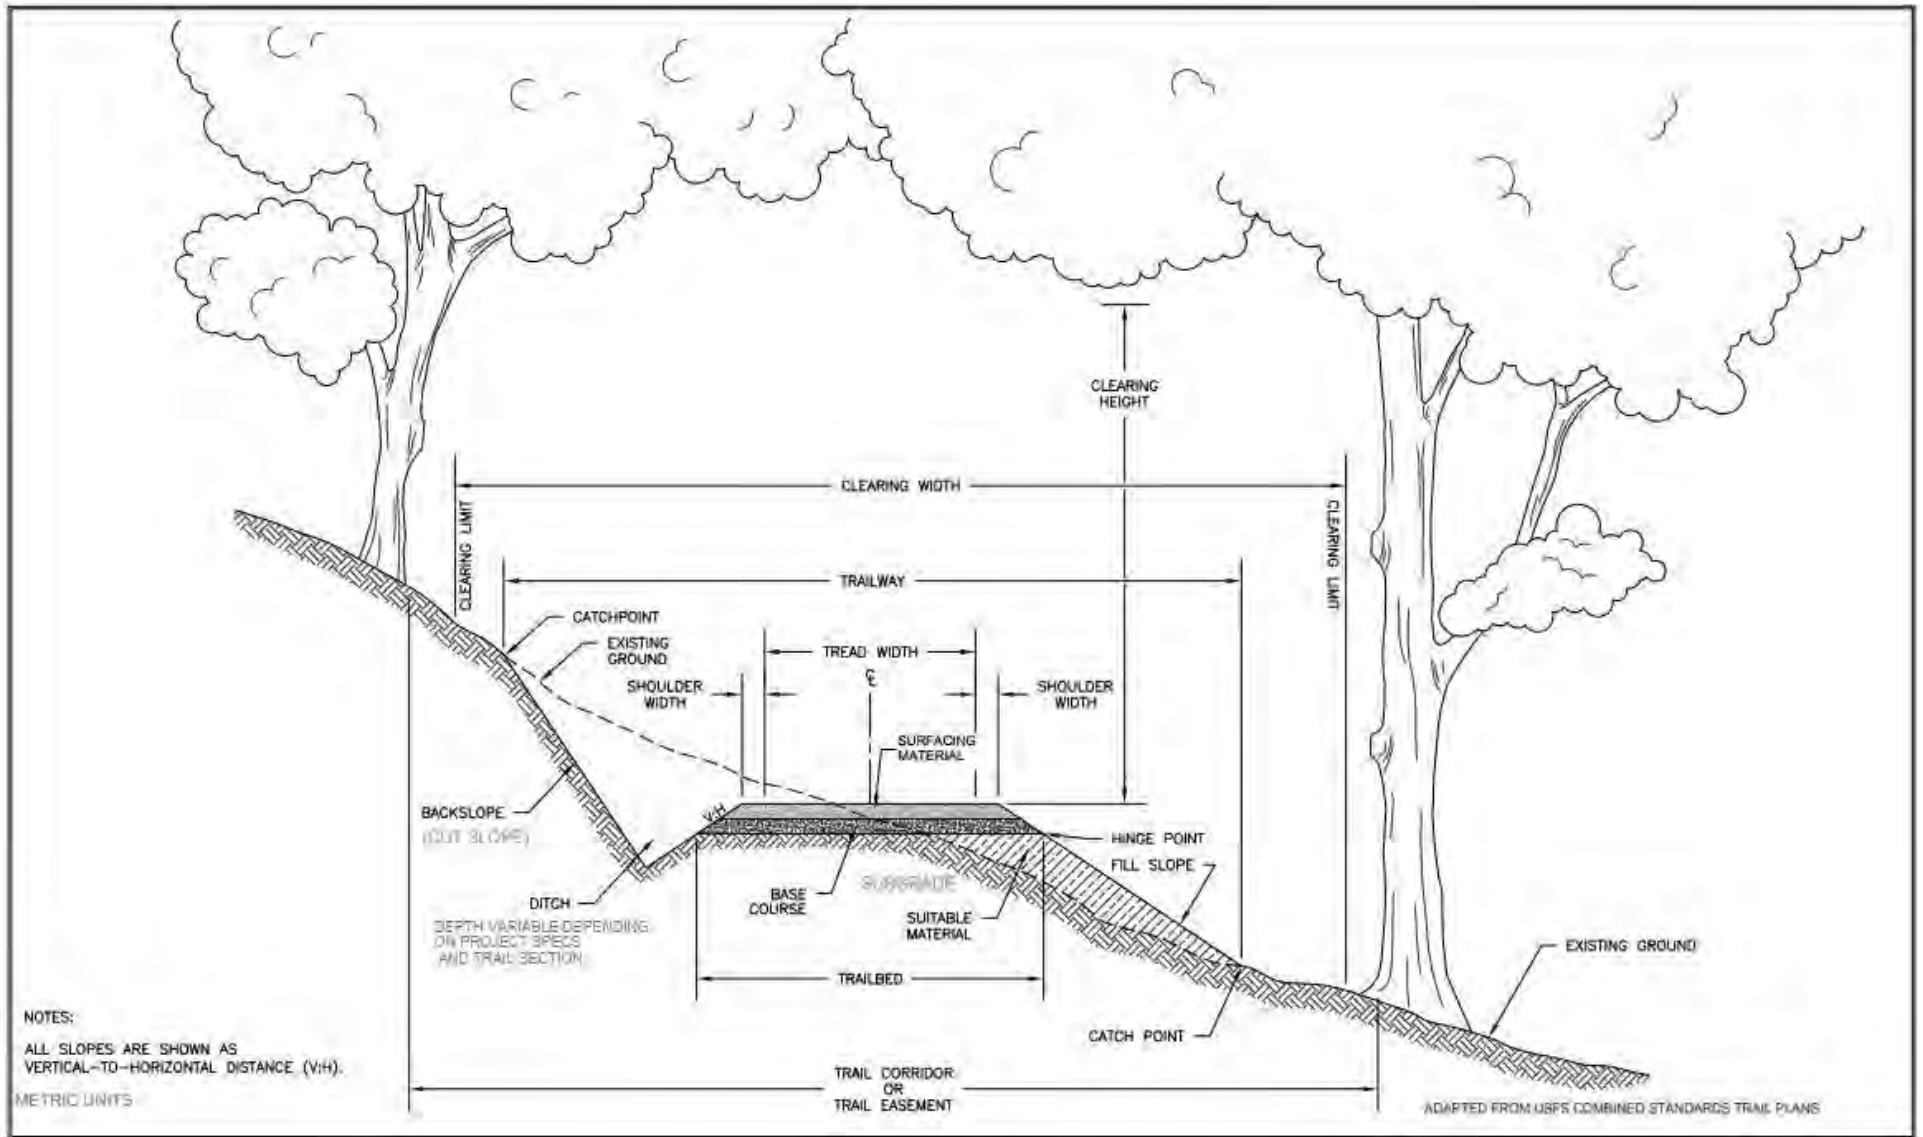 CLEARING
HEIGHT
CLEARING WIDTH
CLEARING LIMIT
CLEARING LIMIT
TRAILWAY
CATCHPOINT
EXISTING
GROUND
TREAD WIDTH
℄
SHOULDER
WIDTH
SHOULDER
WIDTH
SURFACING
MATERIAL
BACKSLOPE
(CUT SLOPE)
V:H
HINGE POINT
FILL SLOPE
BASE
COURSE
SUBGRADE
SUITABLE
MATERIAL
DITCH
DEPTH VARIABLE DEPENDING
ON PROJECT SPECS
AND TRAIL SECTION
TRAILBED
EXISTING GROUND
CATCH POINT
NOTES:
ALL SLOPES ARE SHOWN AS
VERTICAL-TO-HORIZONTAL DISTANCE (V:H).
METRIC UNITS
TRAIL CORRIDOR
OR
TRAIL EASEMENT
ADAPTED FROM USFS COMBINED STANDARDS TRAIL PLANS